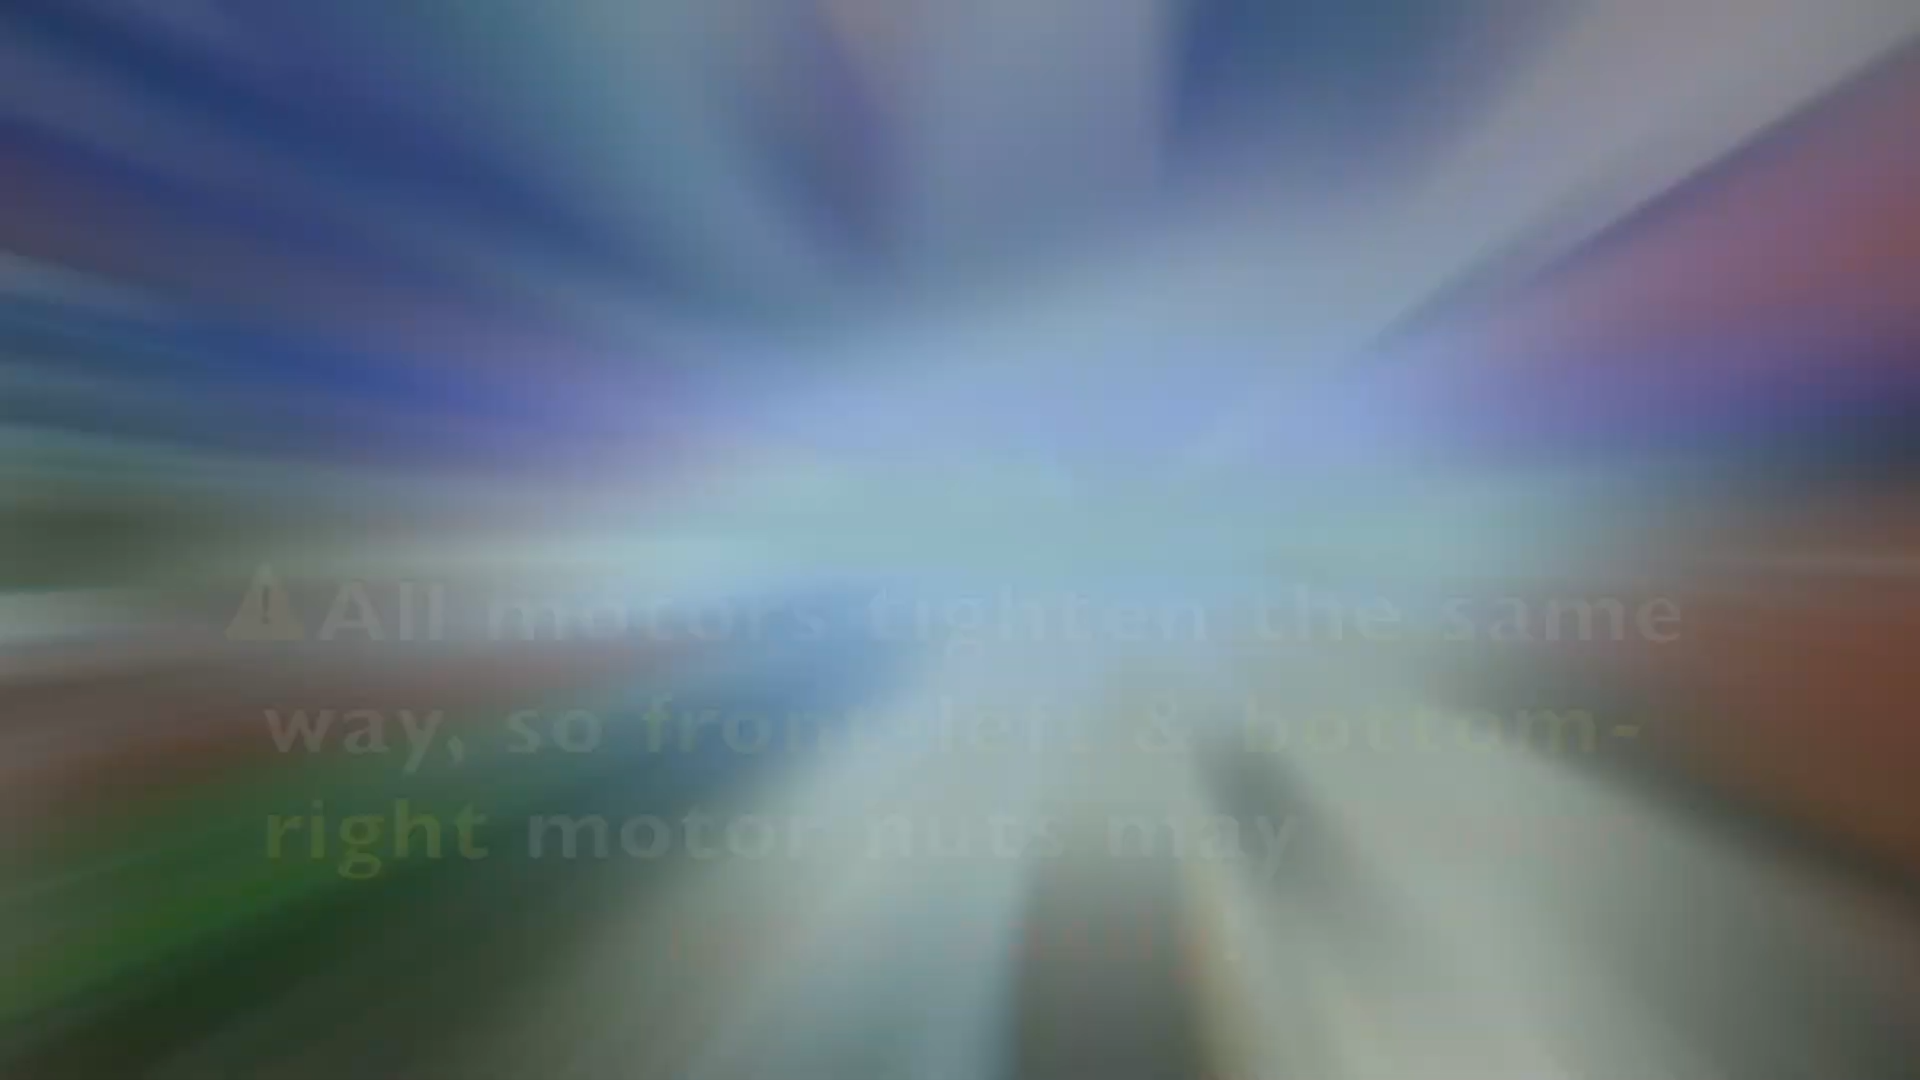 ⚠All motors tighten the same
way, so front-left & bottom-
right motor nuts may